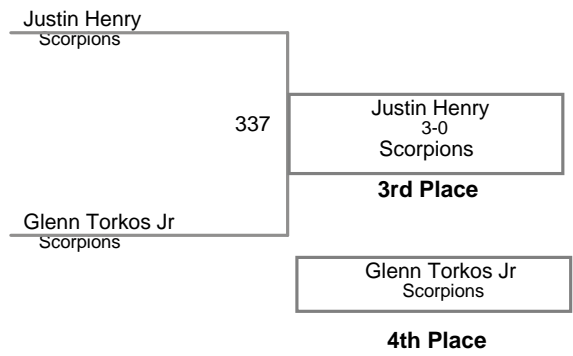 Justin Henry
Scorpions
337
Justin Henry
3-0
Scorpions
3rd Place
Glenn Torkos Jr
Scorpions
Glenn Torkos Jr
Scorpions
4th Place